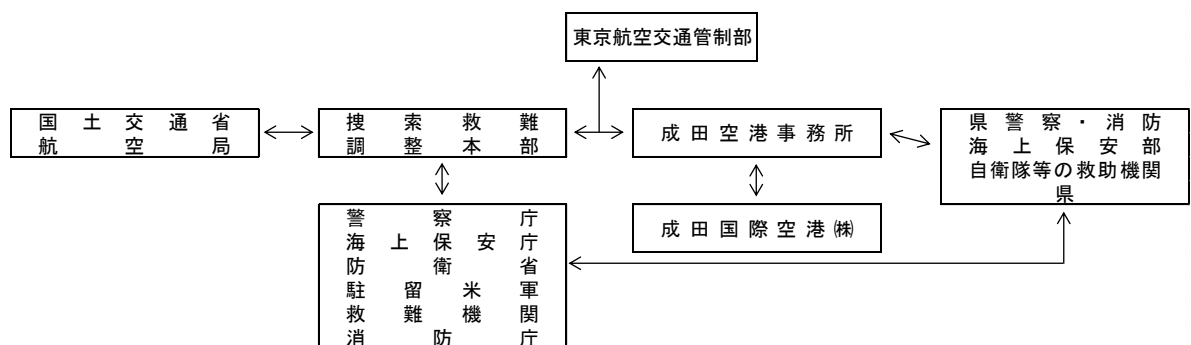 東京航空交通管制部
国土交通省
航空局
捜索救難
調整本部
成田空港事務所
県警察・消防
海上保安部
自衛隊等の救助機関
県
成田国際空港㈱
警察庁
海上保安庁
防衛省
駐留米軍
救難機関
消防庁